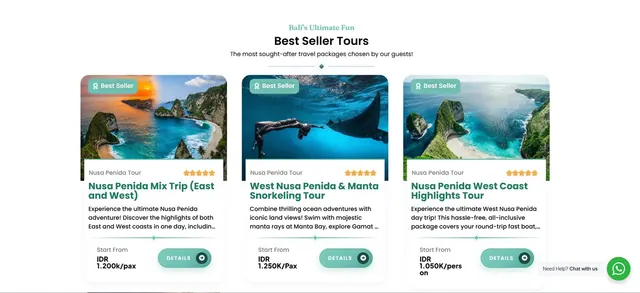 Bali's Ultimate Fun
Best Seller Tours
The most sought-after travel packages chosen by our guests!
Best Seller
Nusa Penida Tour
Nusa Penida Mix Trip (East
and West)
Experience the ultimate Nusa Penida
adventure! Discover the highlights of both
East and West coasts in one day, includin...
Start From
IDR
1.200k/pax
DETAILS
Best Seller
Nusa Penida Tour
West Nusa Penida & Manta
Snorkeling Tour
Combine thrilling ocean adventures with
iconic land views! Swim with majestic
manta rays at Manta Bay, explore Gamat ...
Start From
IDR
1.250K/Pax
DETAILS
Best Seller
Nusa Penida Tour
Nusa Penida West Coast
Highlights Tour
Experience the ultimate West Nusa Penida
day trip! This hassle-free, all-inclusive
package covers your round-trip fast boat,...
Start From
IDR
1.050K/pers
on
DETAILS
Need Help? Chat with us